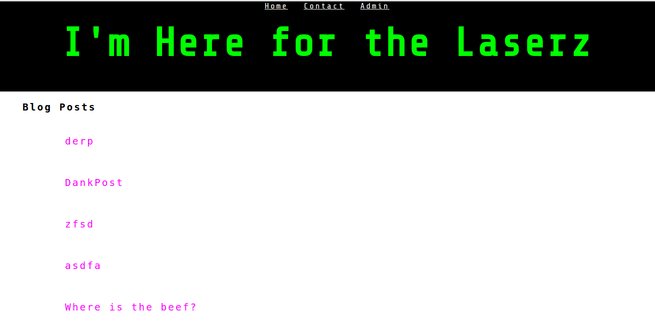 Home Contact Admin
I'm Here for the Laserz
Blog Posts
derp
DankPost
zfsd
asdfa
Where is the beef?